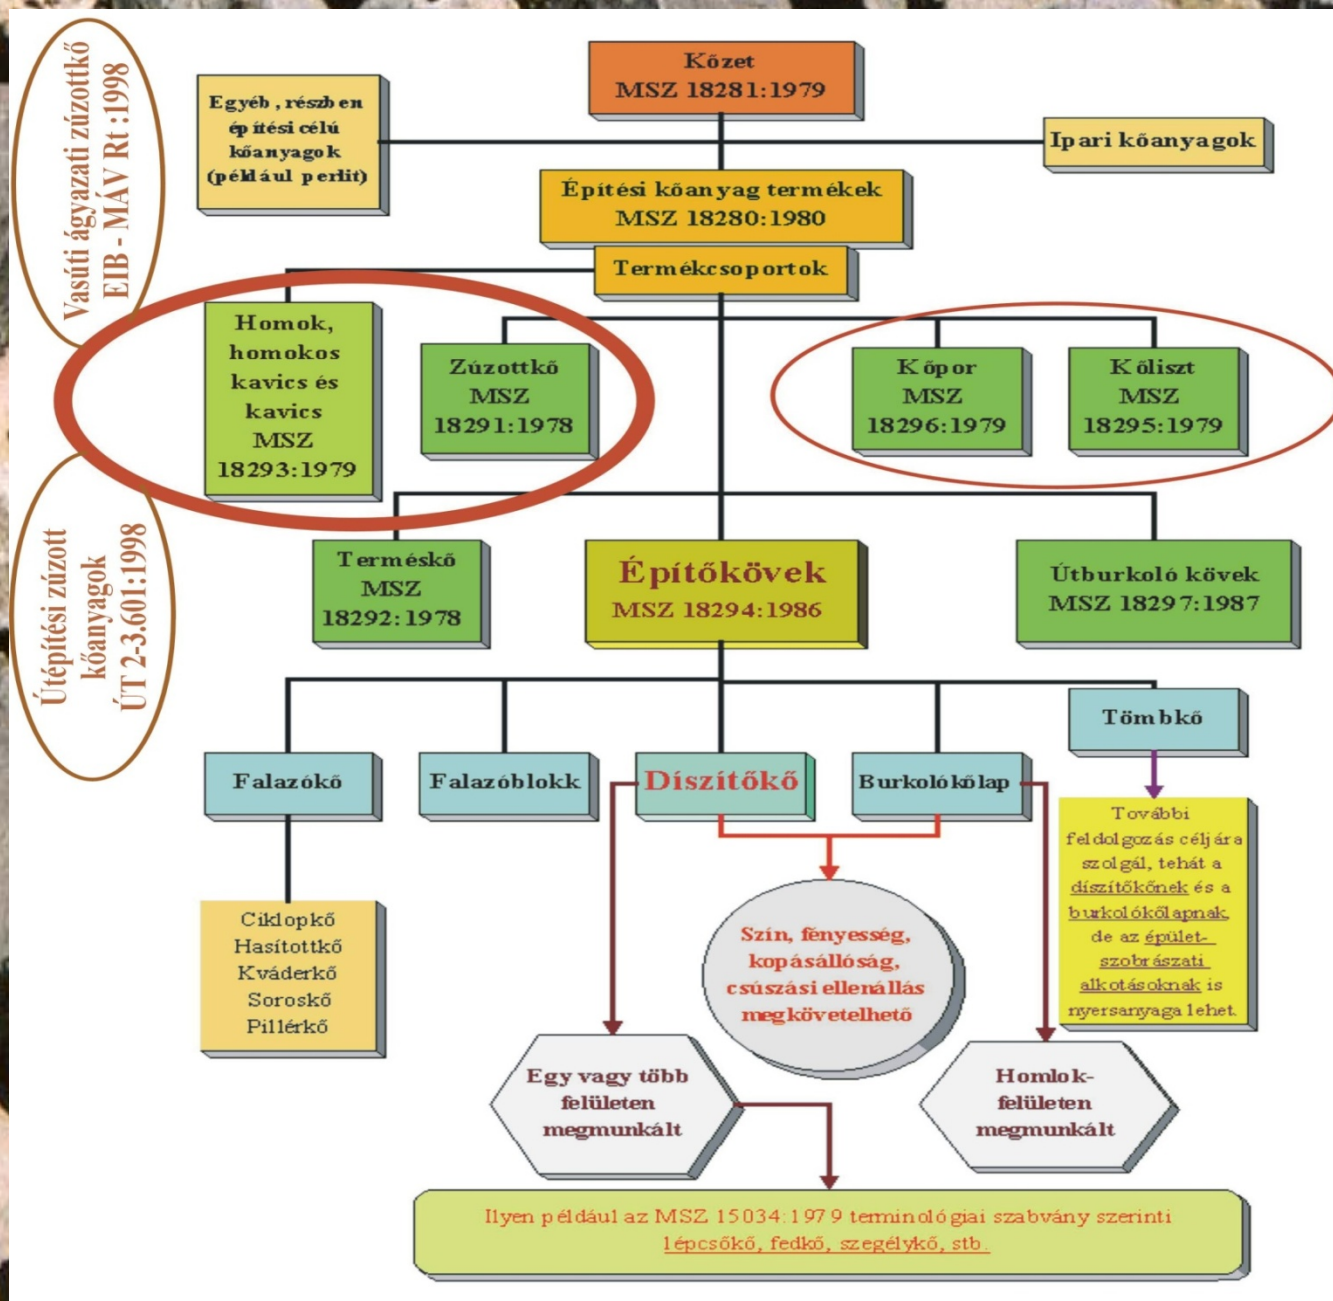 Vasúti ágyazati zúzottkő
EIB - MÁV Rt :1998
Kőzet
MSZ 18281:1979
Egyéb , részben
építési célú
kőanyagok
(például perlit)
Ipari kőanyagok
Építési kőanyag termékek
MSZ 18280:1980
Termékcsoportok
Homok,
homokos
kavics és
kavics
MSZ
18293:1979
Zúzottkő
MSZ
18291:1978
Kőpor
MSZ
18296:1979
Kőliszt
MSZ
18295:1979
Útépítési zúzott
kőanyagok
ÚT 2-3.601:1998
Terméskő
MSZ
18292:1978
Építőkövek
MSZ 18294:1986
Útburkoló kövek
MSZ 18297:1987
Falazókő
Falazóblokk
Díszítőkő
Burkolókőlap
Tömbkő
Ciklopkő
Hasítottkő
Kváderkő
Soroskő
Pillérkő
Szín, fényesség,
kopásállóság,
csúszási ellenállás
megkövetelhető
További
feldolgozás céljára
szolgál, tehát a
díszítőkőnek és a
burkolókőlapnak,
de az épület-
szobrászati
alkotásoknak is
nyersanyaga lehet.
Egy vagy több
felületen
megmunkált
Homlok-
felületen
megmunkált
Ilyen például az MSZ 15034:1979 terminológiai szabvány szerinti
lépcsőkő, fedkő, szegélykő, stb.